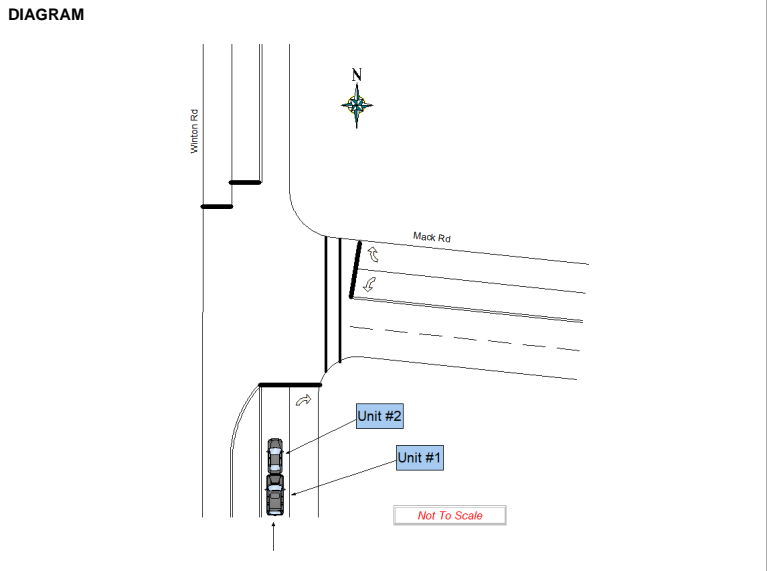 DIAGRAM
N
Winton Rd
Mack Rd
Unit #2
Unit #1
Not To Scale